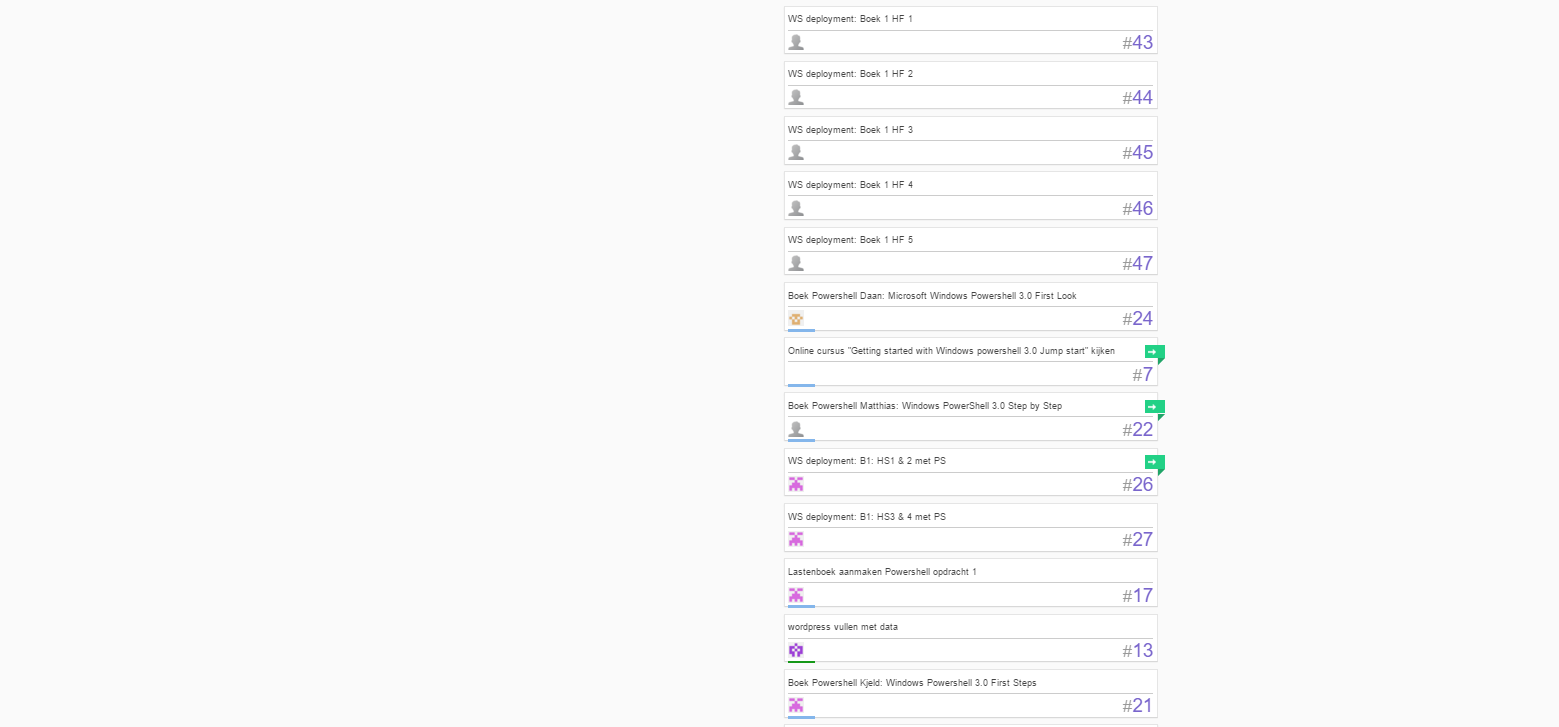 WS deployment: Boek 1 HF 1
#43
WS deployment: Boek 1 HF 2
#44
WS deployment: Boek 1 HF 3
#45
WS deployment: Boek 1 HF 4
#46
WS deployment: Boek 1 HF 5
#47
Boek Powershell Daan: Microsoft Windows Powershell 3.0 First Look
#24
Online cursus "Getting started with Windows powershell 3.0 Jump start" kijken
#7
Boek Powershell Matthias: Windows PowerShell 3.0 Step by Step
#22
WS deployment: B1: HS1 & 2 met PS
#26
WS deployment: B1: HS3 & 4 met PS
#27
Lastenboek aanmaken Powershell opdracht 1
#17
wordpress vullen met data
#13
Boek Powershell Kjeld: Windows Powershell 3.0 First Steps
#21